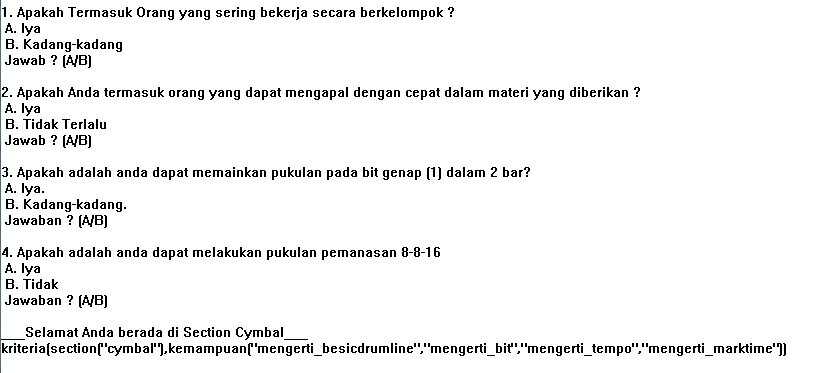 1. Apakah Termasuk Orang yang sering bekerja secara berkelompok ?
A. Iya
B. Kadang-kadang
Jawab ? (A/B)
2. Apakah Anda termasuk orang yang dapat mengapal dengan cepat dalam materi yang diberikan ?
A. Iya
B. Tidak Terlalu
Jawab ? (A/B)
3. Apakah adalah anda dapat memainkan pukulan pada bit genap (1) dalam 2 bar?
A. Iya.
B. Kadang-kadang.
Jawaban ? (A/B)
4. Apakah adalah anda dapat melakukan pukulan pemanasan 8-8-16
A. Iya
B. Tidak
Jawaban ? (A/B)
___Selamat Anda berada di Section Cymbal___
kriteria(section("cymbal"),kemampuan("mengerti_besicdrumline","mengerti_bit","mengerti_tempo","mengerti_marktime"))